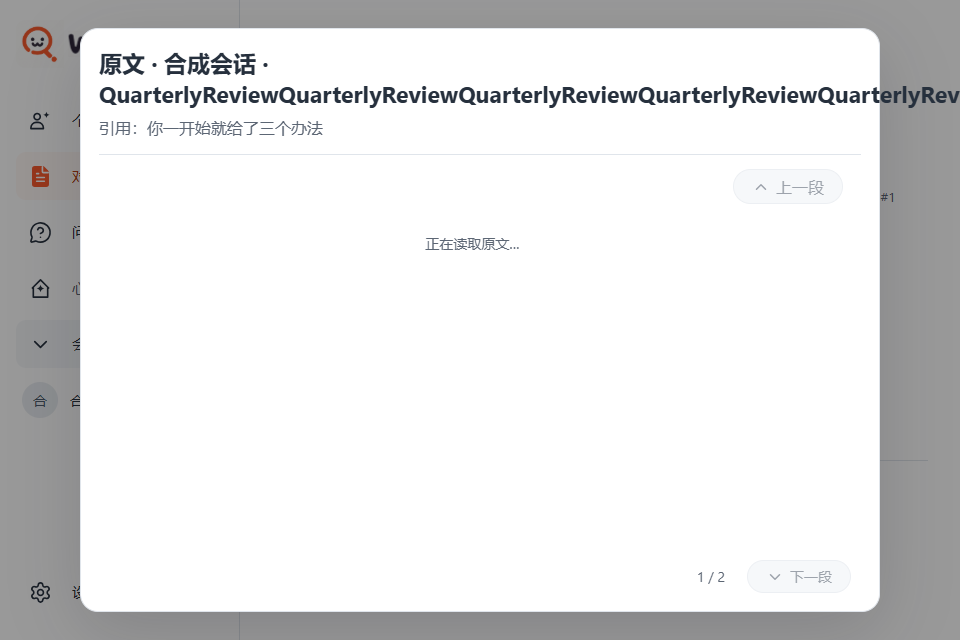 原文 · 合成会话 ·
QuarterlyReviewQuarterlyReviewQuarterlyReviewQuarterlyReviewQuarterlyRev
引用：你一开始就给了三个办法
上一段
#1
正在读取原文...
合
1 / 2
下一段